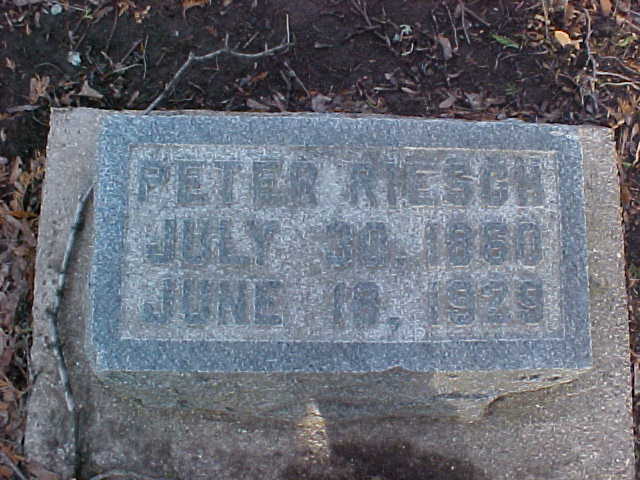 PETER RIESCH
JULY 30, 1860
JUNE 18, 1929